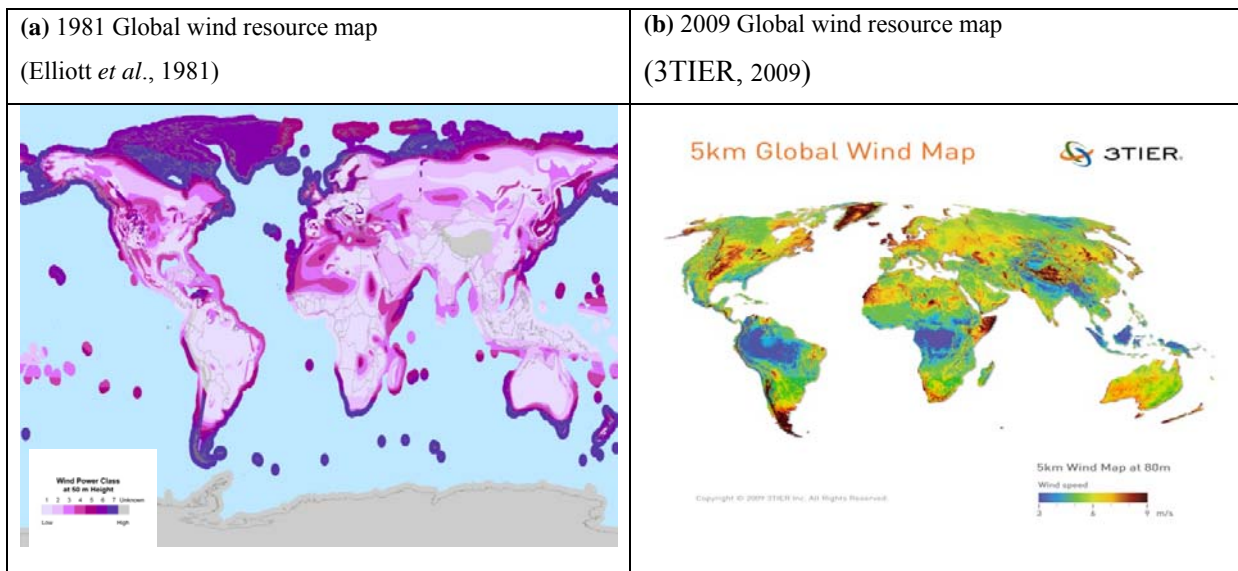 (a) 1981 Global wind resource map
(Elliott et al., 1981)
(b) 2009 Global wind resource map
(3TIER, 2009)
Wind Power Class
at 50 m Height
1 2 3 4 5 6 7 Unknown
Low High
5km Global Wind Map
3TIER®
5km Wind Map at 80m
Wind speed
3 6 9 m/s
Copyright © 2009 3TIER Inc. All Rights Reserved.